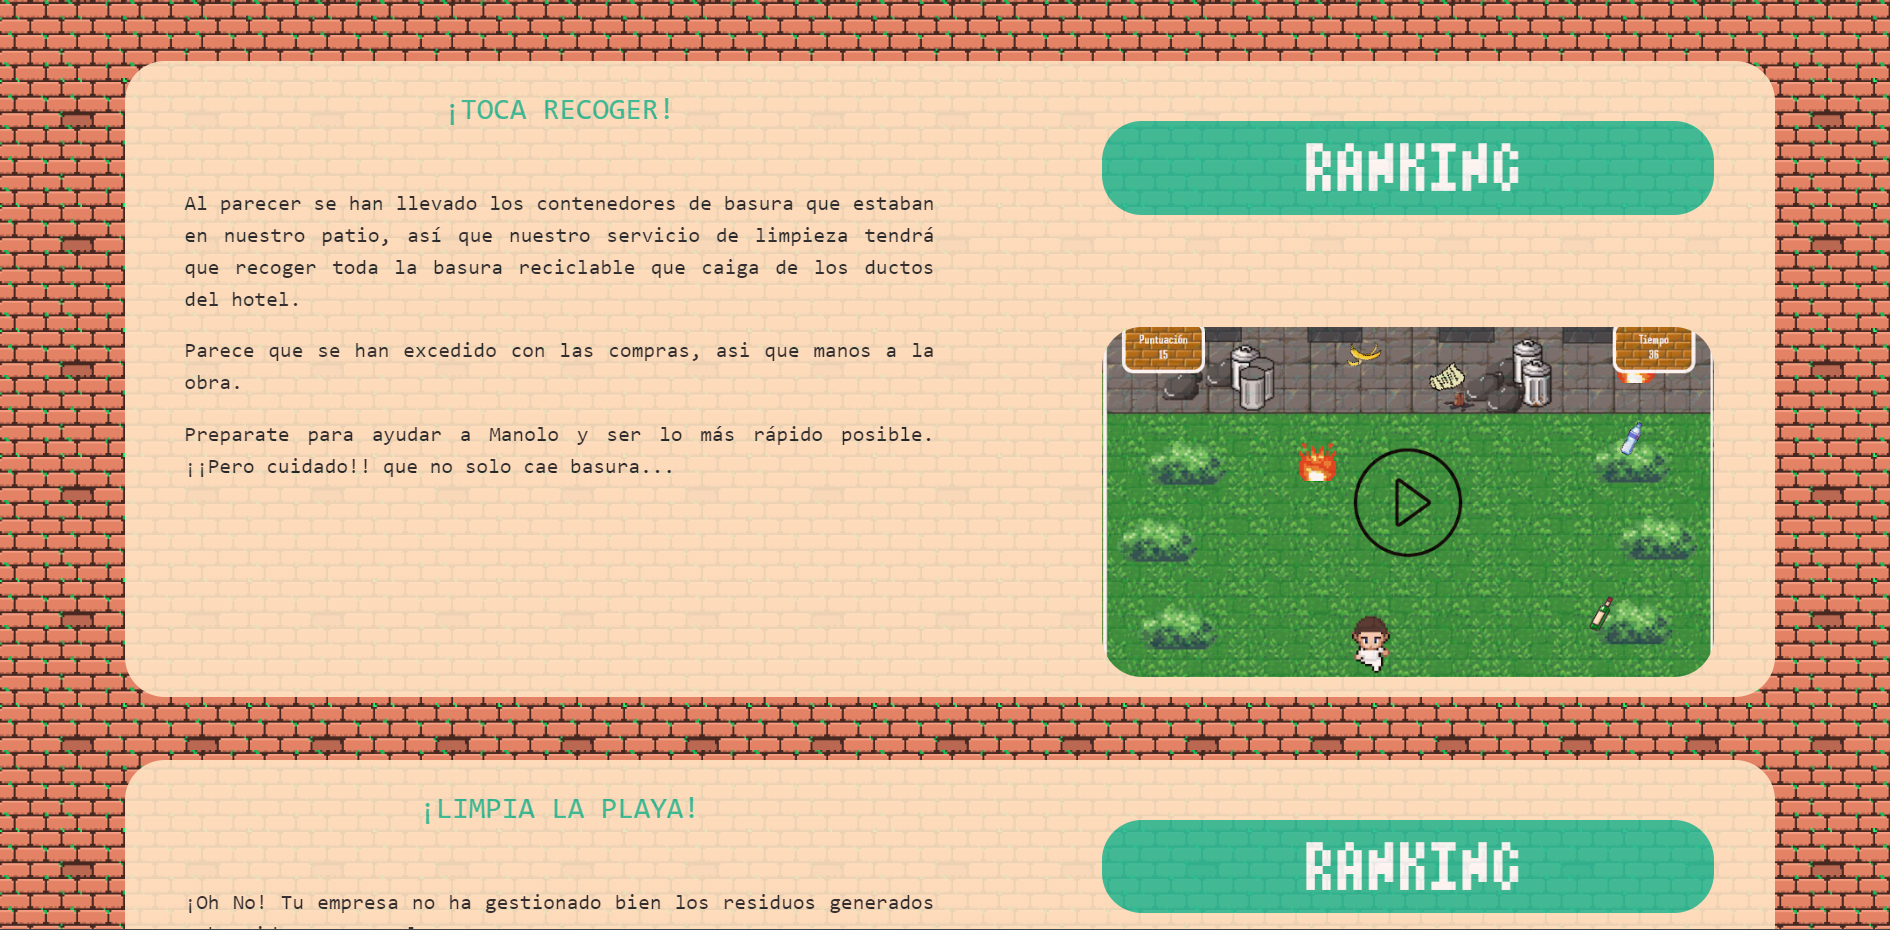 ¡TOCA RECOGER!
Al parecer se han llevado los contenedores de basura que estaban
en nuestro patio, así que nuestro servicio de limpieza tendrá
que recoger toda la basura reciclable que caiga de los ductos
del hotel.
Parece que se han excedido con las compras, asi que manos a la
obra.
Preparate para ayudar a Manolo y ser lo más rápido posible.
¡¡Pero cuidado!! que no solo cae basura...
RANKING
Puntuación
15
Tiempo
36
¡LIMPIA LA PLAYA!
¡Oh No! Tu empresa no ha gestionado bien los residuos generados
RANKING